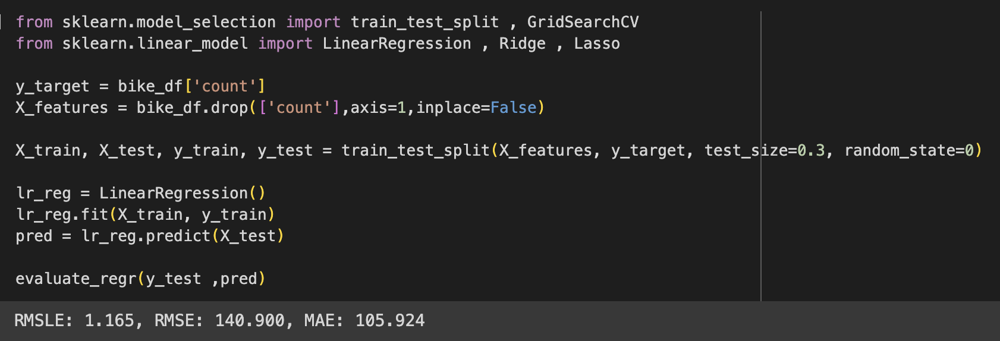 from sklearn.model_selection import train_test_split , GridSearchCV
from sklearn.linear_model import LinearRegression , Ridge , Lasso
y_target = bike_df['count']
X_features = bike_df.drop(['count'],axis=1,inplace=False)
X_train, X_test, y_train, y_test = train_test_split(X_features, y_target, test_size=0.3, random_state=0)
lr_reg = LinearRegression()
lr_reg.fit(X_train, y_train)
pred = lr_reg.predict(X_test)
evaluate_regr(y_test ,pred)
RMSLE: 1.165, RMSE: 140.900, MAE: 105.924